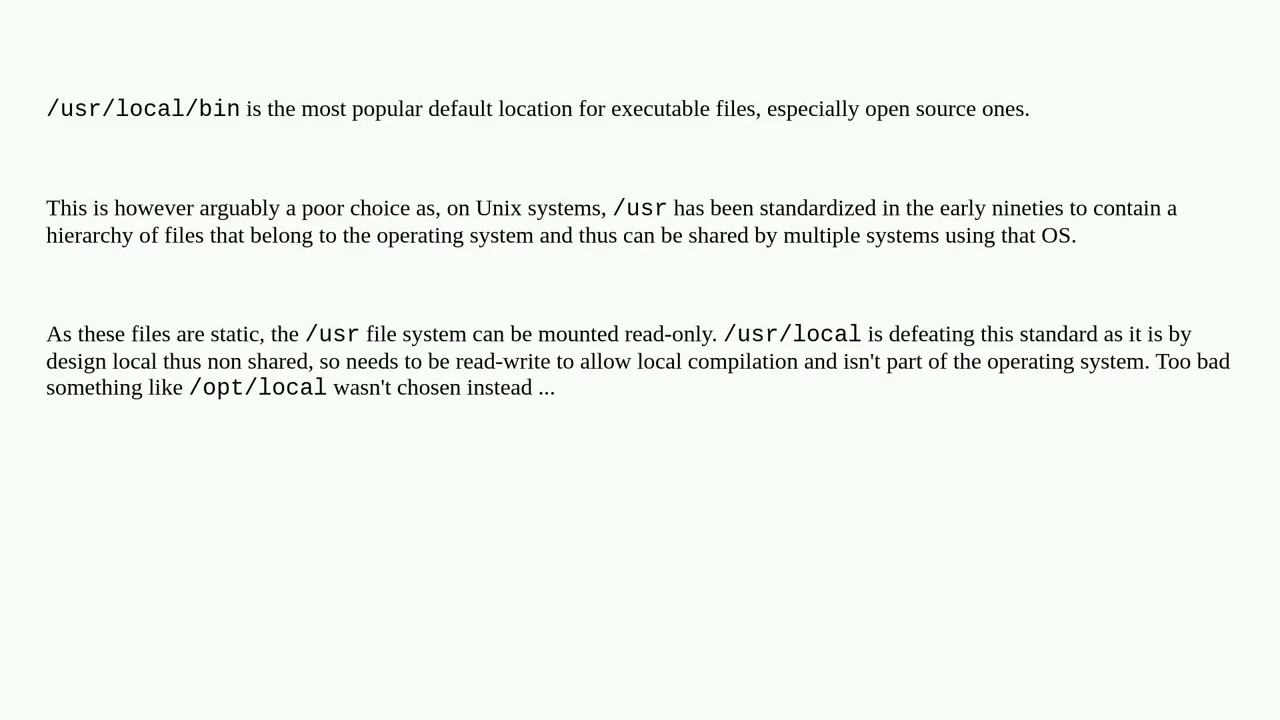 /usr/local/bin is the most popular default location for executable files, especially open source ones.
This is however arguably a poor choice as, on Unix systems, /usr has been standardized in the early nineties to contain a
hierarchy of files that belong to the operating system and thus can be shared by multiple systems using that OS.
As these files are static, the /usr file system can be mounted read-only. /usr/local is defeating this standard as it is by
design local thus non shared, so needs to be read-write to allow local compilation and isn't part of the operating system. Too bad
something like /opt/local wasn't chosen instead ...